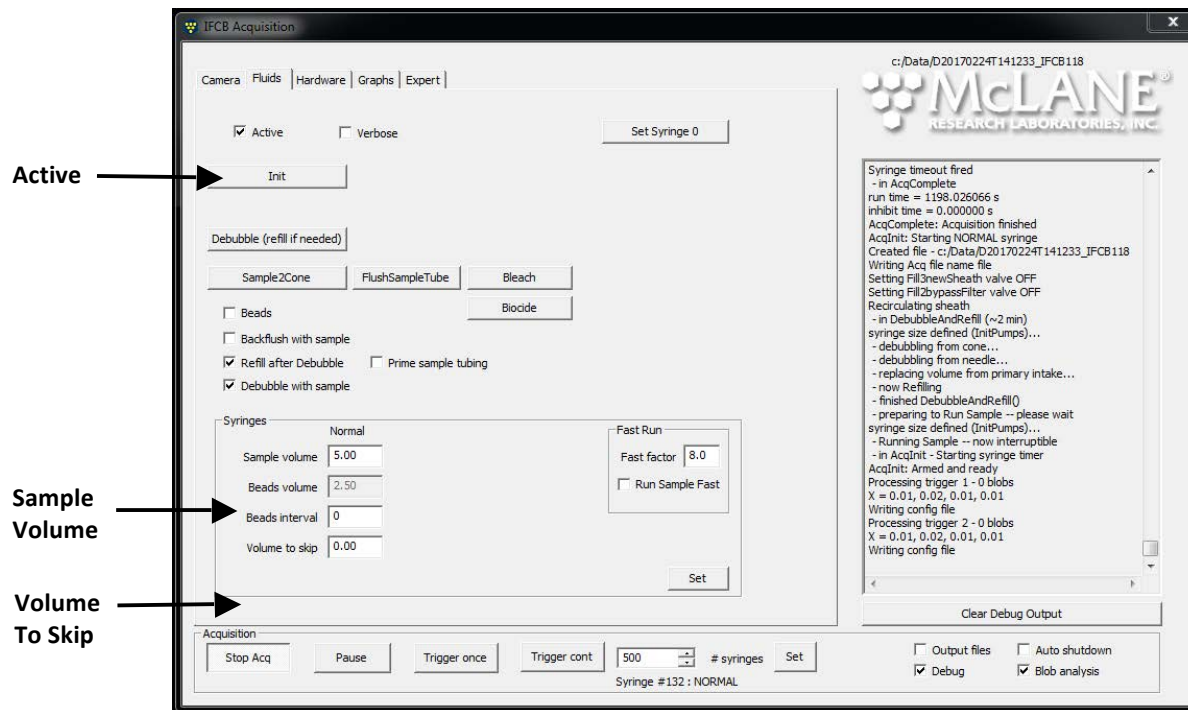 IFCB Acquisition
x
c:/Data/D20170224T141233_IFCB118
McLANE®
RESEARCH LABORATORIES, INC.
Camera Fluids Hardware Graphs Expert
Active Verbose Set Syringe 0
Active
Init
Debubble (refill if needed)
Sample2Cone FlushSampleTube Bleach
Beads Biocide
Backflush with sample
Refill after Debubble Prime sample tubing
Debubble with sample
Syringes
Normal
Sample volume 5.00
Beads volume 2.50
Beads interval 0
Volume to skip 0.00
Fast Run
Fast factor 8.0
Run Sample Fast
Set
Sample
Volume
Volume
To Skip
Syringe timeout fired
- in AcqComplete
run time = 1198.026066 s
inhibit time = 0.000000 s
AcqComplete: Acquisition finished
AcqInit: Starting NORMAL syringe
Created file - c:/Data/D20170224T141233_IFCB118
Writing Acq file name file
Setting Fill3newSheath valve OFF
Setting Fill2bypassFilter valve OFF
Recirculating sheath
- in DebubbleAndRefill (~2 min)
syringe size defined (InitPumps)...
- debubbling from cone...
- debubbling from needle...
- replacing volume from primary intake...
- now Refilling
- finished DebubbleAndRefill()
- preparing to Run Sample -- please wait
syringe size defined (InitPumps)...
- Running Sample -- now interruptible
- in AcqInit - Starting syringe timer
AcqInit: Armed and ready
Processing trigger 1 - 0 blobs
X = 0.01, 0.02, 0.01, 0.01
Writing config file
Processing trigger 2 - 0 blobs
X = 0.01, 0.02, 0.01, 0.01
Writing config file
Clear Debug Output
Acquisition
Stop Acq Pause Trigger once Trigger cont 500 # syringes Set
Syringe #132 : NORMAL
Output files Auto shutdown
Debug Blob analysis